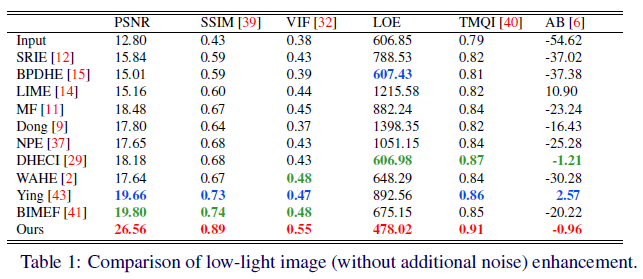 PSNR SSIM [39] VIF [32] LOE TMQI [40] AB [6]
Input 12.80 0.43 0.38 606.85 0.79 -54.62
SRIE [12] 15.84 0.59 0.43 788.53 0.82 -37.02
BPDHE [15] 15.01 0.59 0.39 607.43 0.81 -37.38
LIME [14] 15.16 0.60 0.44 1215.58 0.82 10.90
MF [11] 18.48 0.67 0.45 882.24 0.84 -23.24
Dong [9] 17.80 0.64 0.37 1398.35 0.82 -16.43
NPE [37] 17.65 0.68 0.43 1051.15 0.84 -25.28
DHECI [29] 18.18 0.68 0.43 606.98 0.87 -1.21
WAHE [2] 17.64 0.67 0.48 648.29 0.84 -30.28
Ying [43] 19.66 0.73 0.47 892.56 0.86 2.57
BIMEF [41] 19.80 0.74 0.48 675.15 0.85 -20.22
Ours 26.56 0.89 0.55 478.02 0.91 -0.96
Table 1: Comparison of low-light image (without additional noise) enhancement.